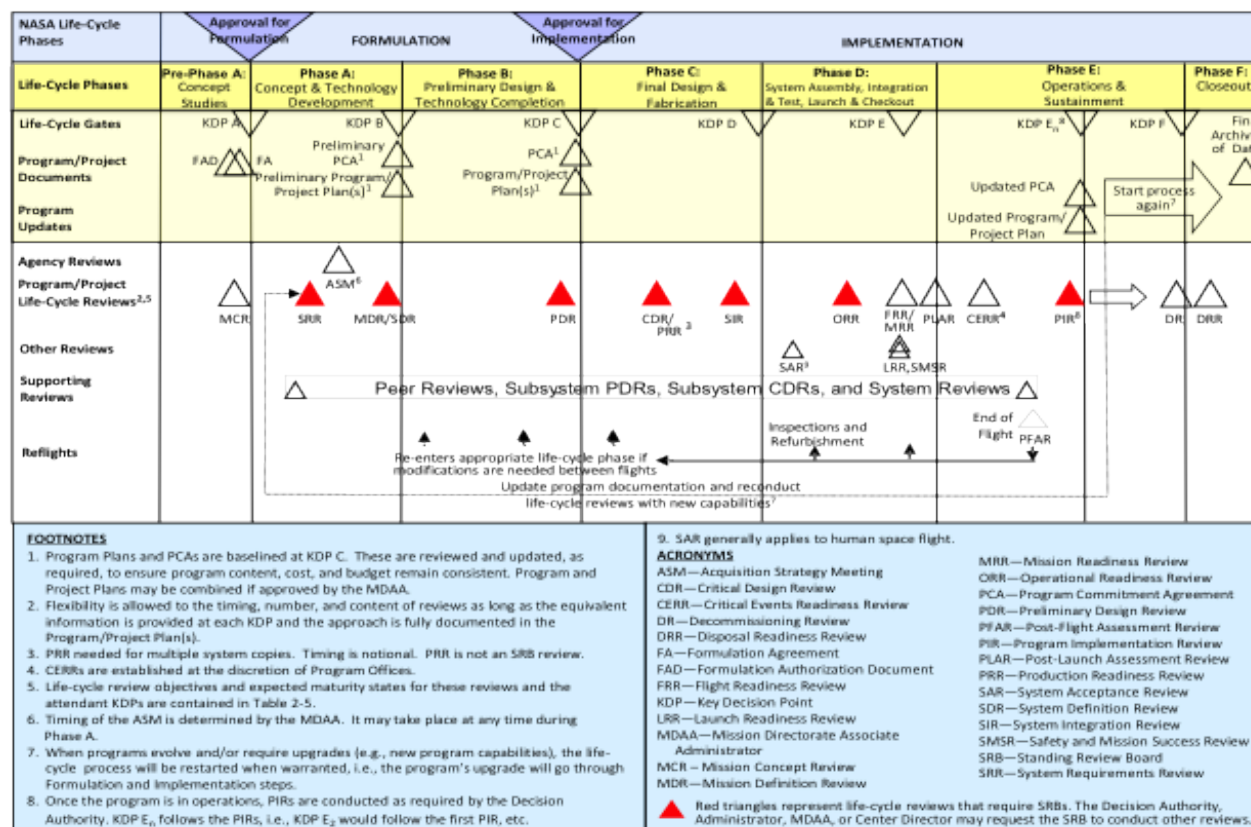 NASA Life-Cycle
Phases
Approval for
Formulation
FORMULATION
Approval for
Implementation
IMPLEMENTATION
Life-Cycle Phases
Pre-Phase A:
Concept
Studies
Phase A:
Concept & Technology
Development
Phase B:
Preliminary Design &
Technology Completion
Phase C:
Final Design &
Fabrication
Phase D:
System Assembly, Integration
& Test, Launch & Checkout
Phase E:
Operations &
Sustainment
Phase F:
Closeout
Life-Cycle Gates
KDP A
KDP B
KDP C
KDP D
KDP E
KDP Eₙ⁸
KDP F
Program/Project
Documents
FAD
FA
Preliminary
PCA¹
Preliminary Program/
Project Plan(s)¹
PCA¹
Program/Project
Plan(s)¹
Fin
Archiv
of Dat
Program
Updates
Updated PCA
Updated Program/
Project Plan
Start process
again⁷
Agency Reviews
ASM⁶
Program/Project
Life-Cycle Reviews²,⁵
MCR
SRR
MDR/SDR
PDR
CDR/
PRR ³
SIR
ORR
FRR/
MRR
PLAR
CERR⁴
PIR⁸
DR
DRR
Other Reviews
SAR⁹
LRR,SMSR
Supporting
Reviews
Peer Reviews, Subsystem PDRs, Subsystem CDRs, and System Reviews
Reflights
Re-enters appropriate life-cycle phase if
modifications are needed between flights
Inspections and
Refurbishment
End of
Flight
PFAR
Update program documentation and reconduct
life-cycle reviews with new capabilities⁷
FOOTNOTES
1. Program Plans and PCAs are baselined at KDP C. These are reviewed and updated, as
required, to ensure program content, cost, and budget remain consistent. Program and
Project Plans may be combined if approved by the MDAA.
2. Flexibility is allowed to the timing, number, and content of reviews as long as the equivalent
information is provided at each KDP and the approach is fully documented in the
Program/Project Plan(s).
3. PRR needed for multiple system copies. Timing is notional. PRR is not an SRB review.
4. CERRs are established at the discretion of Program Offices.
5. Life-cycle review objectives and expected maturity states for these reviews and the
attendant KDPs are contained in Table 2-5.
6. Timing of the ASM is determined by the MDAA. It may take place at any time during
Phase A.
7. When programs evolve and/or require upgrades (e.g., new program capabilities), the life-
cycle process will be restarted when warranted, i.e., the program's upgrade will go through
Formulation and Implementation steps.
8. Once the program is in operations, PIRs are conducted as required by the Decision
Authority. KDP Eₙ follows the PIRs, i.e., KDP E₂ would follow the first PIR, etc.
9. SAR generally applies to human space flight.
ACRONYMS
ASM—Acquisition Strategy Meeting
CDR—Critical Design Review
CERR—Critical Events Readiness Review
DR—Decommissioning Review
DRR—Disposal Readiness Review
FA—Formulation Agreement
FAD—Formulation Authorization Document
FRR—Flight Readiness Review
KDP—Key Decision Point
LRR—Launch Readiness Review
MDAA—Mission Directorate Associate
Administrator
MCR – Mission Concept Review
MDR—Mission Definition Review
MRR—Mission Readiness Review
ORR—Operational Readiness Review
PCA—Program Commitment Agreement
PDR—Preliminary Design Review
PFAR—Post-Flight Assessment Review
PIR—Program Implementation Review
PLAR—Post-Launch Assessment Review
PRR—Production Readiness Review
SAR—System Acceptance Review
SDR—System Definition Review
SIR—System Integration Review
SMSR—Safety and Mission Success Review
SRB—Standing Review Board
SRR—System Requirements Review
Red triangles represent life-cycle reviews that require SRBs. The Decision Authority,
Administrator, MDAA, or Center Director may request the SRB to conduct other reviews.